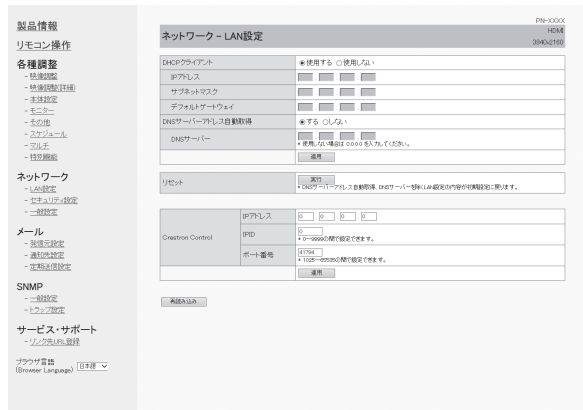 製品情報
リモコン操作
各種調整
- 映像調整
- 映像調整(詳細)
- 本体設定
- モニター
- その他
- スケジュール
- マルチ
- 特別機能
ネットワーク
- LAN設定
- セキュリティ設定
- 一般設定
メール
- 発信元設定
- 通知先設定
- 定期送信設定
SNMP
- 一般設定
- トラップ設定
サービス・サポート
- リンク先URL登録
ブラウザ言語
(Browser Language) 日本語
PN-XXXX
ネットワーク - LAN設定
HDMI
3840x2160
DHCPクライアント
使用する 使用しない
IPアドレス
サブネットマスク
デフォルトゲートウェイ
DNSサーバーアドレス自動取得
する しない
DNSサーバー
* 使用しない場合は 0.0.0.0 を入力してください。
適用
リセット
実行
* DNSサーバーアドレス自動取得、DNSサーバーを除くLAN設定の内容が初期設定に戻ります。
Crestron Control
IPアドレス
0 . 0 . 0 . 0
IPID
0
* 0~9999の間で設定できます。
ポート番号
41794
* 1025~65535の間で設定できます。
適用
再読み込み